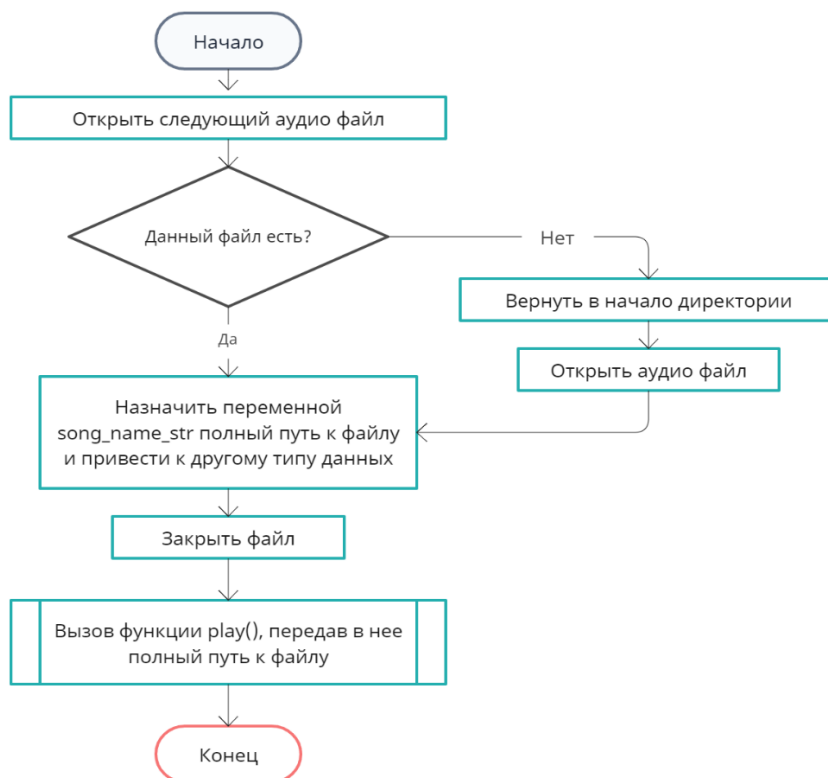 Начало
Открыть следующий аудио файл
Данный файл есть?
Нет
Вернуть в начало директории
Да
Открыть аудио файл
Назначить переменной
song_name_str полный путь к файлу
и привести к другому типу данных
Закрыть файл
Вызов функции play(), передав в нее
полный путь к файлу
Конец